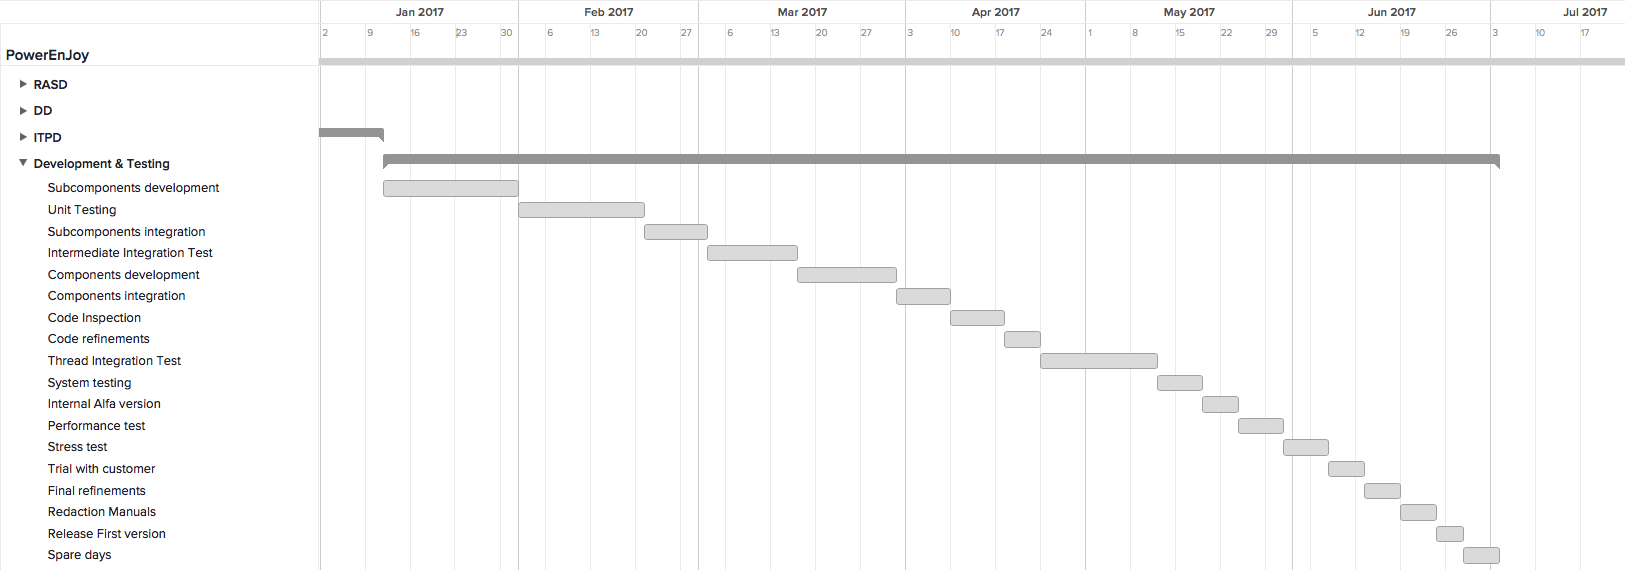 Jan 2017 Feb 2017 Mar 2017 Apr 2017 May 2017 Jun 2017 Jul 2017
2 9 16 23 30 6 13 20 27 6 13 20 27 3 10 17 24 1 8 15 22 29 5 12 19 26 3 10 17
PowerEnJoy
RASD
DD
ITPD
Development & Testing
Subcomponents development
Unit Testing
Subcomponents integration
Intermediate Integration Test
Components development
Components integration
Code Inspection
Code refinements
Thread Integration Test
System testing
Internal Alfa version
Performance test
Stress test
Trial with customer
Final refinements
Redaction Manuals
Release First version
Spare days